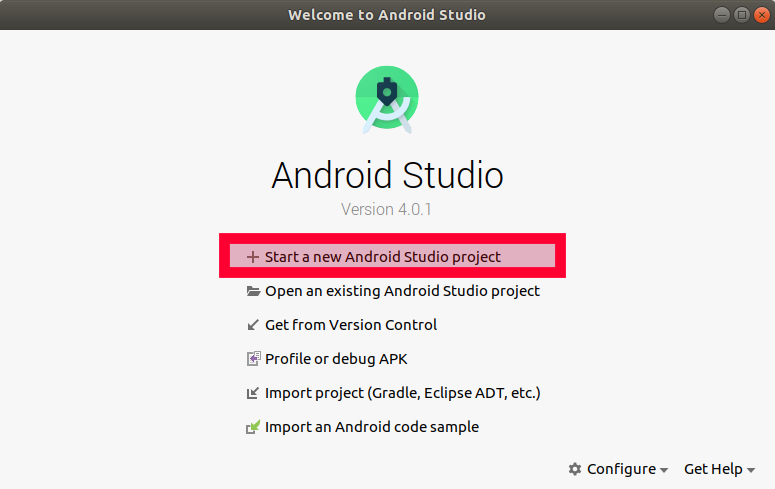 Welcome to Android Studio
Android Studio
Version 4.0.1
Start a new Android Studio project
Open an existing Android Studio project
Get from Version Control
Profile or debug APK
Import project (Gradle, Eclipse ADT, etc.)
Import an Android code sample
Configure Get Help